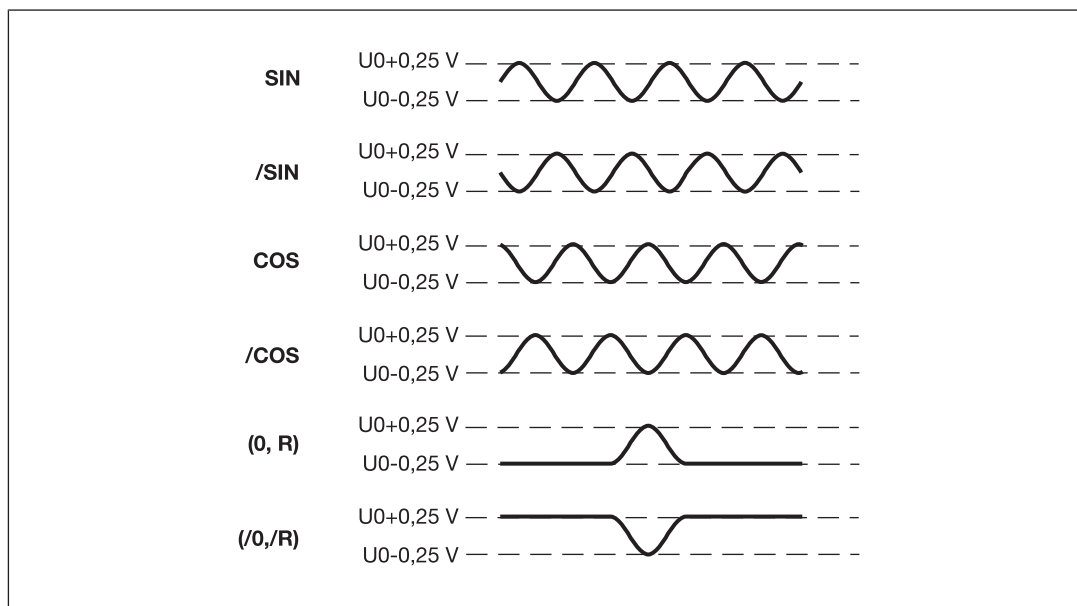 SIN
U0+0,25 V
U0-0,25 V
/SIN
U0+0,25 V
U0-0,25 V
COS
U0+0,25 V
U0-0,25 V
/COS
U0+0,25 V
U0-0,25 V
(0, R)
U0+0,25 V
U0-0,25 V
(/0,/R)
U0+0,25 V
U0-0,25 V